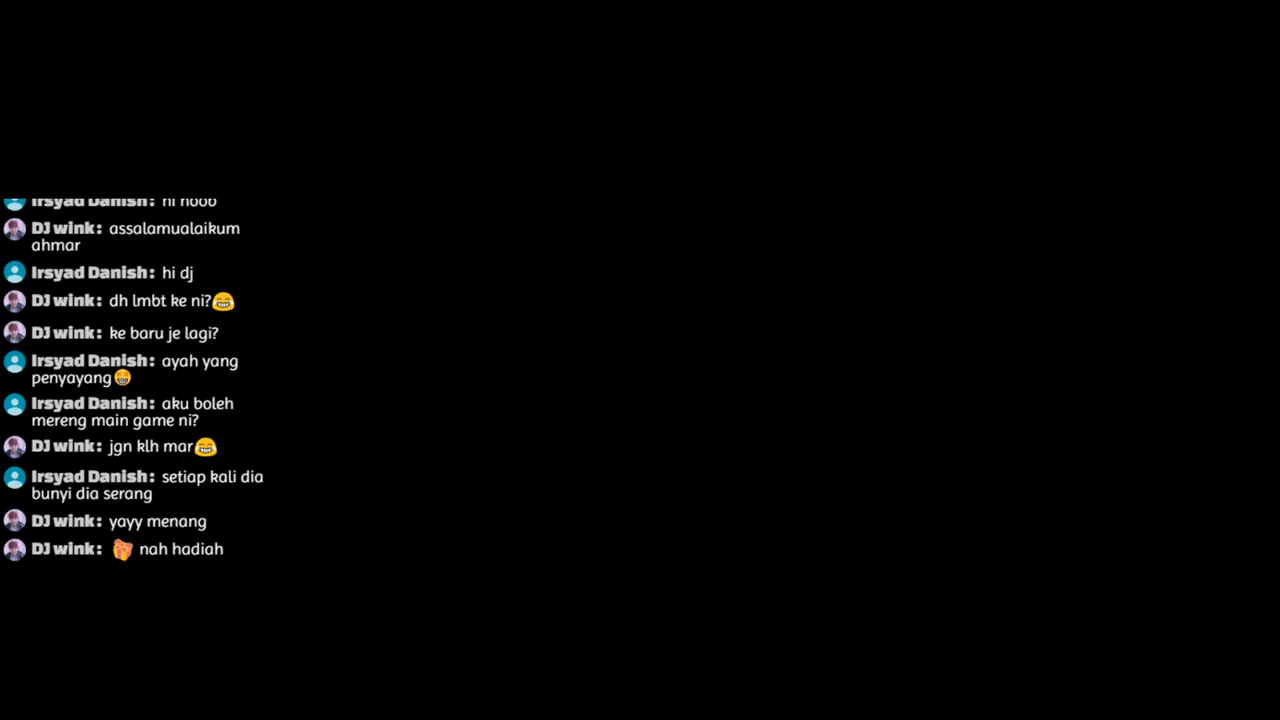 Irsyad Danish: hi noob
DJ wink: assalamualaikum
ahmar
Irsyad Danish: hi dj
DJ wink: dh lmbt ke ni?😂
DJ wink: ke baru je lagi?
Irsyad Danish: ayah yang
penyayang🤩
Irsyad Danish: aku boleh
mereng main game ni?
DJ wink: jgn klh mar😂
Irsyad Danish: setiap kali dia
bunyi dia serang
DJ wink: yayy menang
DJ wink: 🎁 nah hadiah